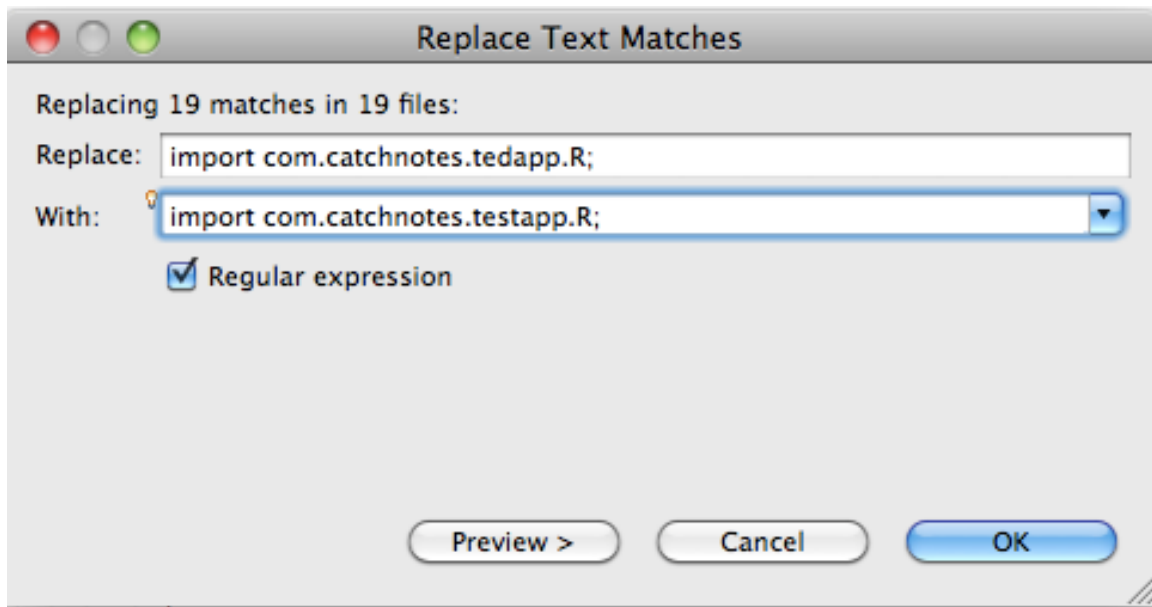 Replace Text Matches
Replacing 19 matches in 19 files:
Replace: import com.catchnotes.tedapp.R;
With: import com.catchnotes.testapp.R;
Regular expression
Preview > Cancel OK